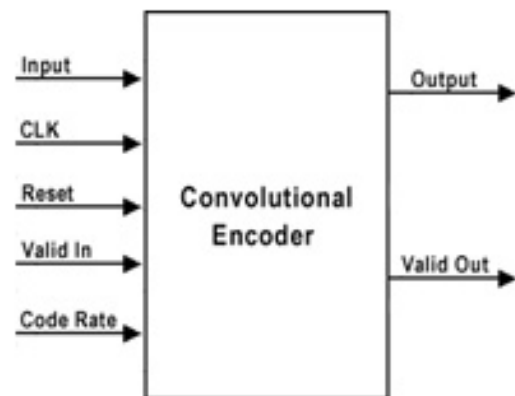 Input
CLK
Reset
Valid In
Code Rate
Convolutional
Encoder
Output
Valid Out